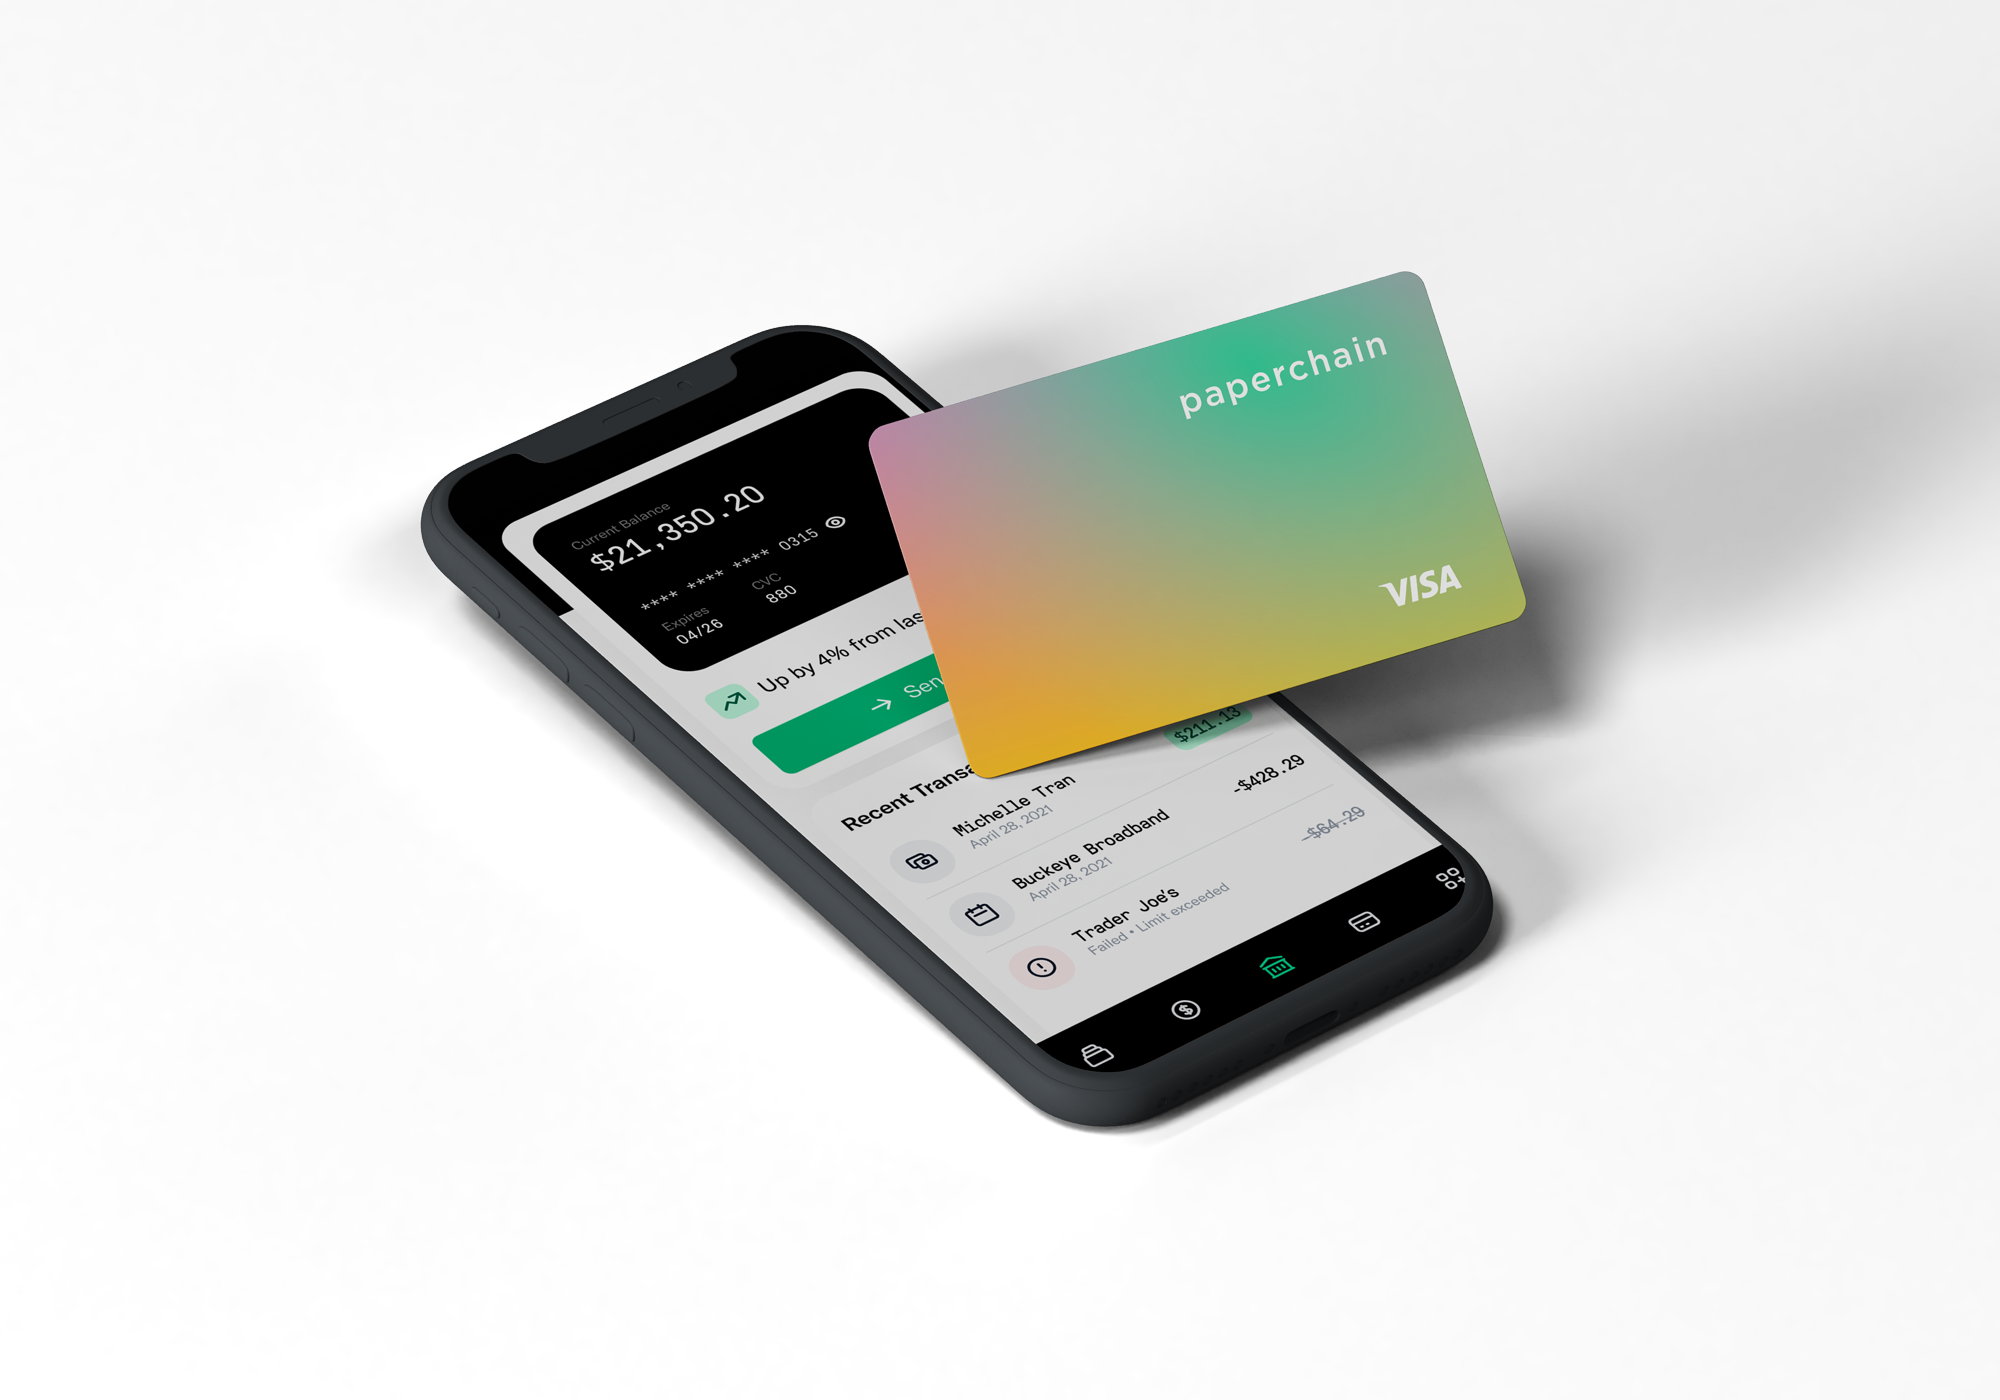 paperchain
VISA
Current Balance
$21,350.20
**** **** **** 0315
Expires
04/26
CVC
880
Up by 4% from las
Sen
Recent Transa
Michelle Tran
April 28, 2021
$211.13
Buckeye Broadband
April 28, 2021
-$428.29
Trader Joe's
Failed • Limit exceeded
-$64.29